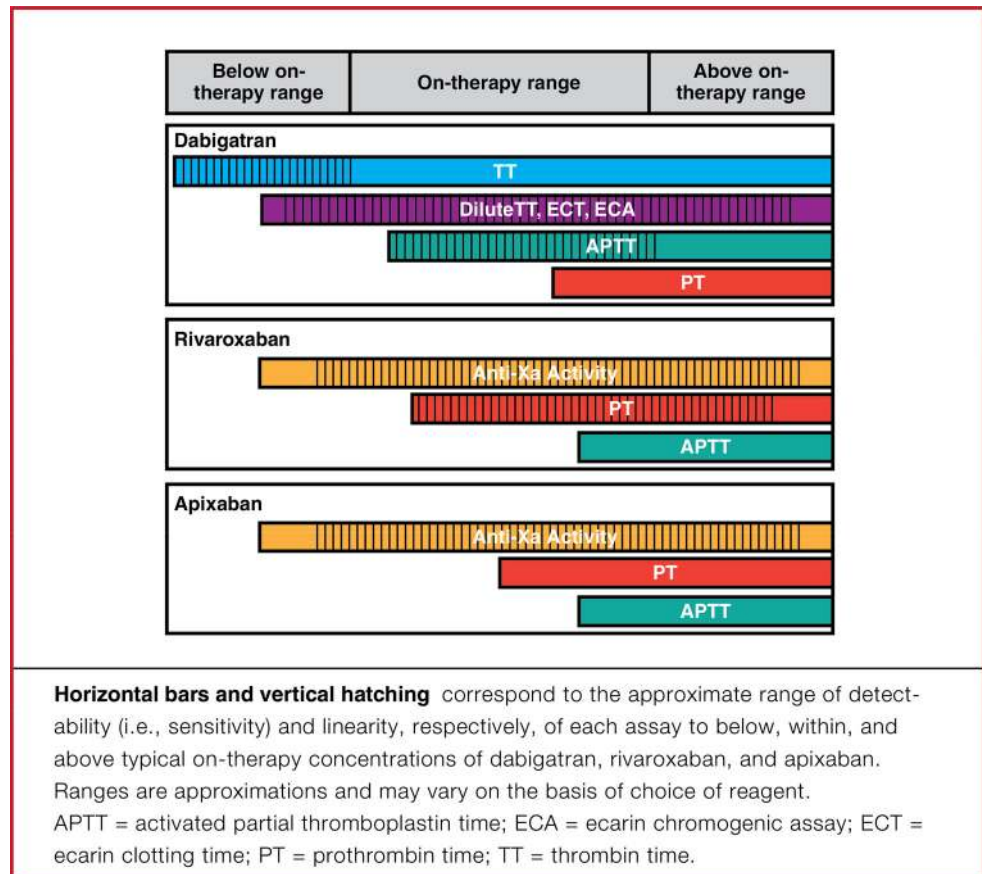 Below on-
therapy range
On-therapy range
Above on-
therapy range
Dabigatran
TT
DiluteTT, ECT, ECA
APTT
PT
Rivaroxaban
Anti-Xa Activity
PT
APTT
Apixaban
Anti-Xa Activity
PT
APTT
Horizontal bars and vertical hatching correspond to the approximate range of detect-
ability (i.e., sensitivity) and linearity, respectively, of each assay to below, within, and
above typical on-therapy concentrations of dabigatran, rivaroxaban, and apixaban.
Ranges are approximations and may vary on the basis of choice of reagent.
APTT = activated partial thromboplastin time; ECA = ecarin chromogenic assay; ECT =
ecarin clotting time; PT = prothrombin time; TT = thrombin time.